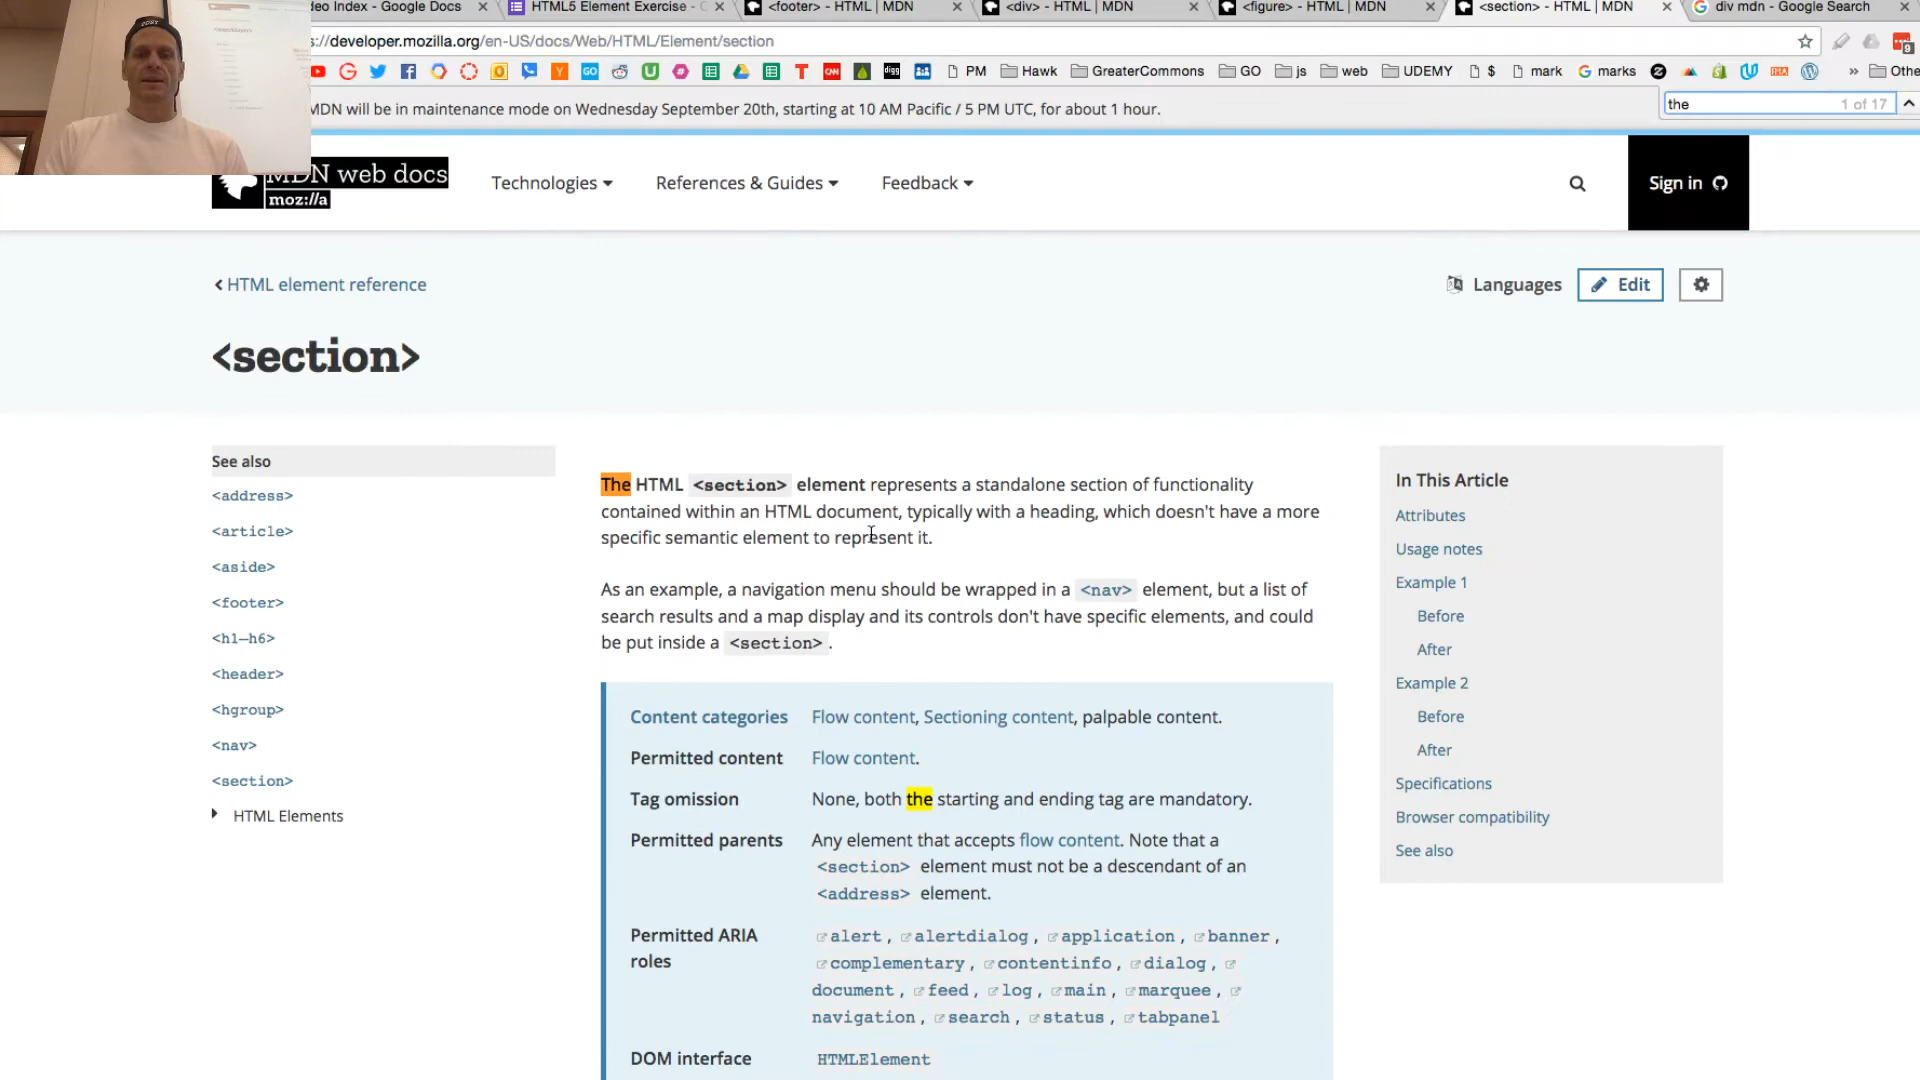 deo Index - Google Docs
HTML5 Element Exercise - C
<footer> - HTML | MDN
<div> - HTML | MDN
<figure> - HTML | MDN
<section> - HTML | MDN
div mdn - Google Search
s://developer.mozilla.org/en-US/docs/Web/HTML/Element/section
PM
Hawk
GreaterCommons
GO
js
web
UDEMY
$
mark
marks
» Othe
MDN will be in maintenance mode on Wednesday September 20th, starting at 10 AM Pacific / 5 PM UTC, for about 1 hour.
the
1 of 17
MDN web docs
moz://a
Technologies
References & Guides
Feedback
Sign in
HTML element reference
Languages
Edit
<section>
See also
<address>
<article>
<aside>
<footer>
<h1–h6>
<header>
<hgroup>
<nav>
<section>
HTML Elements
The HTML <section> element represents a standalone section of functionality
contained within an HTML document, typically with a heading, which doesn't have a more
specific semantic element to represent it.
As an example, a navigation menu should be wrapped in a <nav> element, but a list of
search results and a map display and its controls don't have specific elements, and could
be put inside a <section> .
Content categories Flow content, Sectioning content, palpable content.
Permitted content Flow content.
Tag omission None, both the starting and ending tag are mandatory.
Permitted parents Any element that accepts flow content. Note that a
<section> element must not be a descendant of an
<address> element.
Permitted ARIA
roles
alert , alertdialog , application , banner ,
complementary , contentinfo , dialog ,
document , feed , log , main , marquee ,
navigation , search , status , tabpanel
DOM interface HTMLElement
In This Article
Attributes
Usage notes
Example 1
Before
After
Example 2
Before
After
Specifications
Browser compatibility
See also